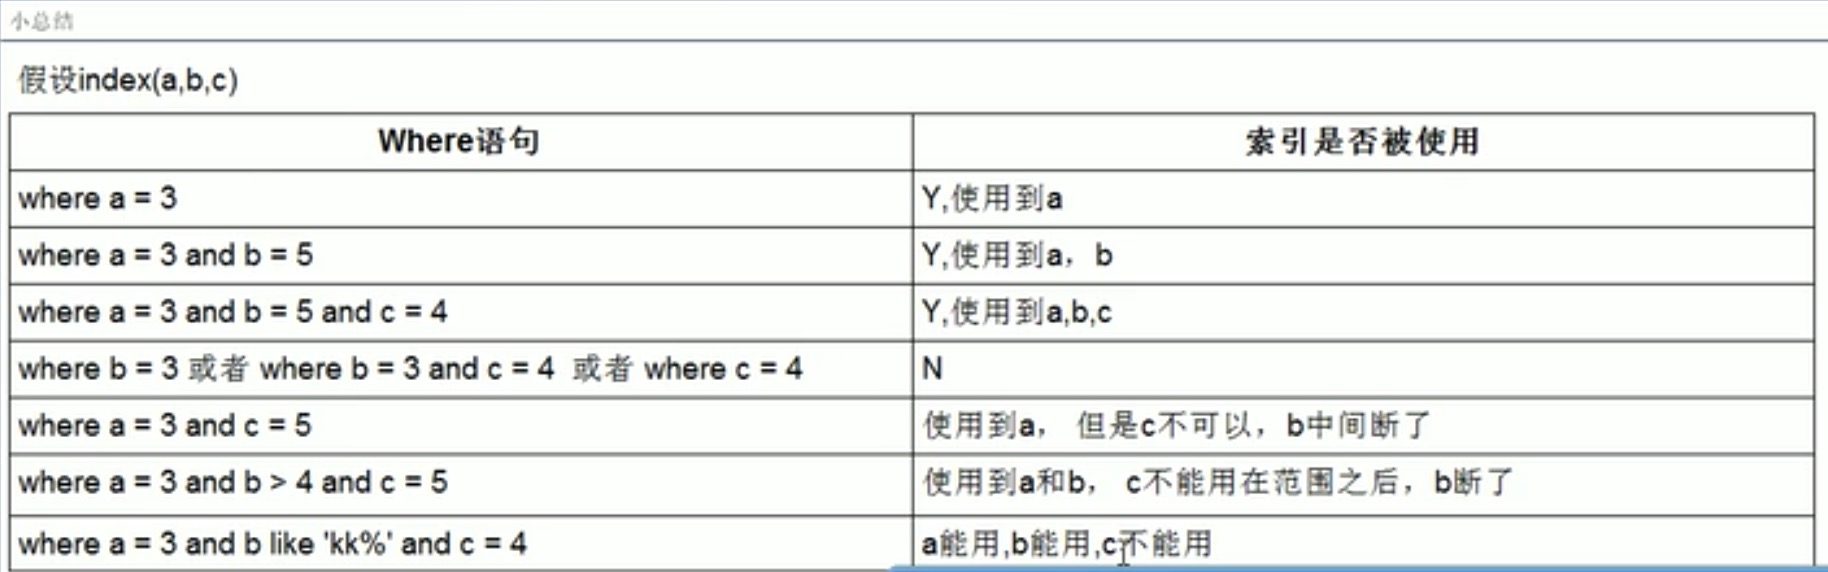 小总结
假设index(a,b,c)
Where语句 索引是否被使用
where a = 3 Y,使用到a
where a = 3 and b = 5 Y,使用到a，b
where a = 3 and b = 5 and c = 4 Y,使用到a,b,c
where b = 3 或者 where b = 3 and c = 4 或者 where c = 4 N
where a = 3 and c = 5 使用到a， 但是c不可以，b中间断了
where a = 3 and b > 4 and c = 5 使用到a和b， c不能用在范围之后，b断了
where a = 3 and b like 'kk%' and c = 4 a能用,b能用,c不能用